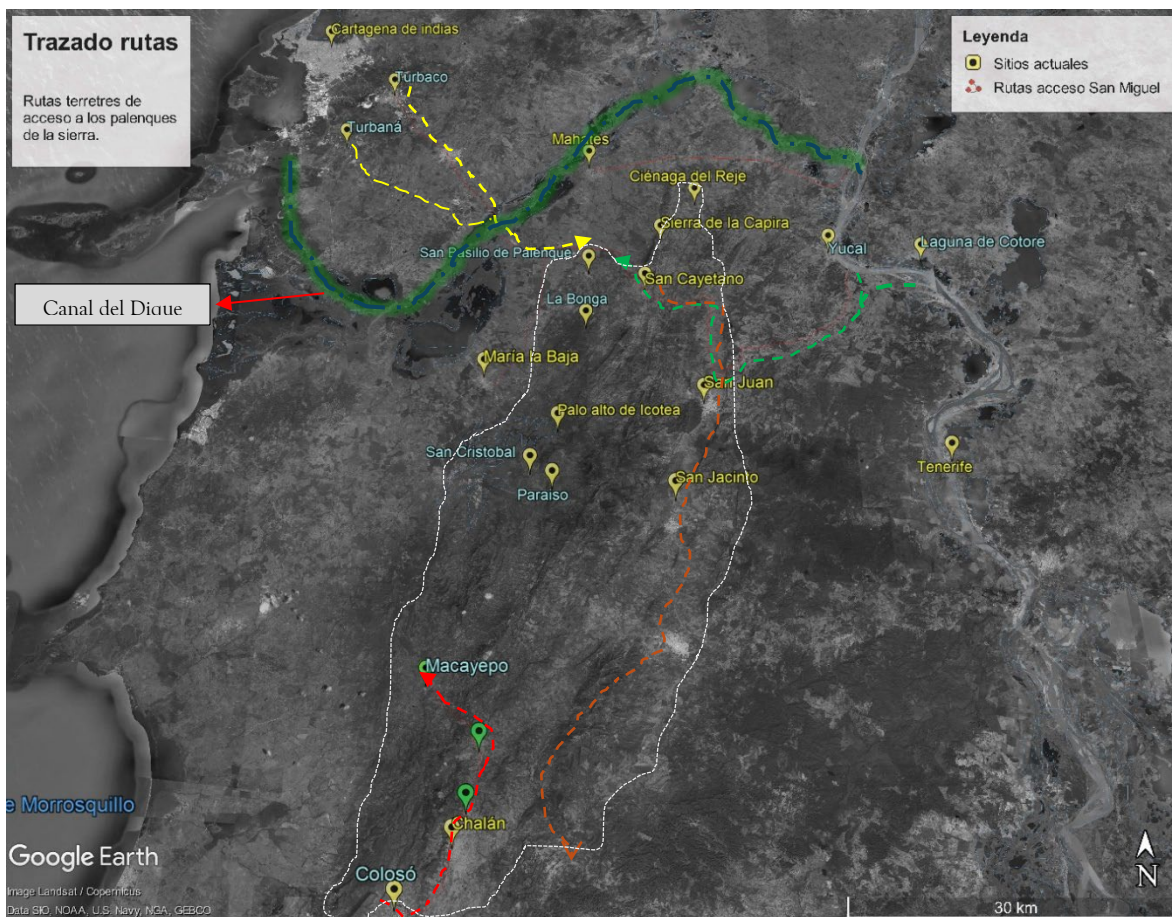 Trazado rutas
Rutas terretres de
acceso a los palenques
de la sierra.
Leyenda
Sitios actuales
Rutas acceso San Miguel
Cartagena de indias
Turbaco
Turbaná
Mahates
Ciénaga del Reje
Sierra de la Capira
Yucal
Laguna de Cotore
San Basilio de Palenque
San Cayetano
Canal del Dique
La Bonga
María la Baja
San Juan
Palo alto de Icotea
San Cristobal
Paraiso
San Jacinto
Tenerife
Macayepo
e Morrosquillo
Chalán
Colosó
Google Earth
Image Landsat / Copernicus
Data SIO, NOAA, U.S. Navy, NGA, GEBCO
N
30 km